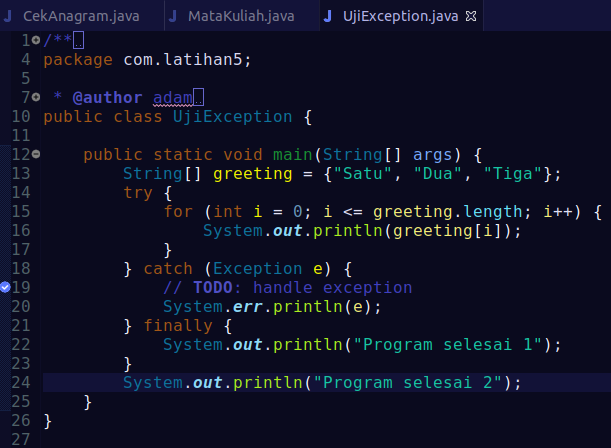 CekAnagram.java MataKuliah.java UjiException.java
1 /**..
4 package com.latihan5;
5
7  * @author adam..
10 public class UjiException {
11
12     public static void main(String[] args) {
13         String[] greeting = {"Satu", "Dua", "Tiga"};
14         try {
15             for (int i = 0; i <= greeting.length; i++) {
16                 System.out.println(greeting[i]);
17             }
18         } catch (Exception e) {
19             // TODO: handle exception
20             System.err.println(e);
21         } finally {
22             System.out.println("Program selesai 1");
23         }
24         System.out.println("Program selesai 2");
25     }
26 }
27